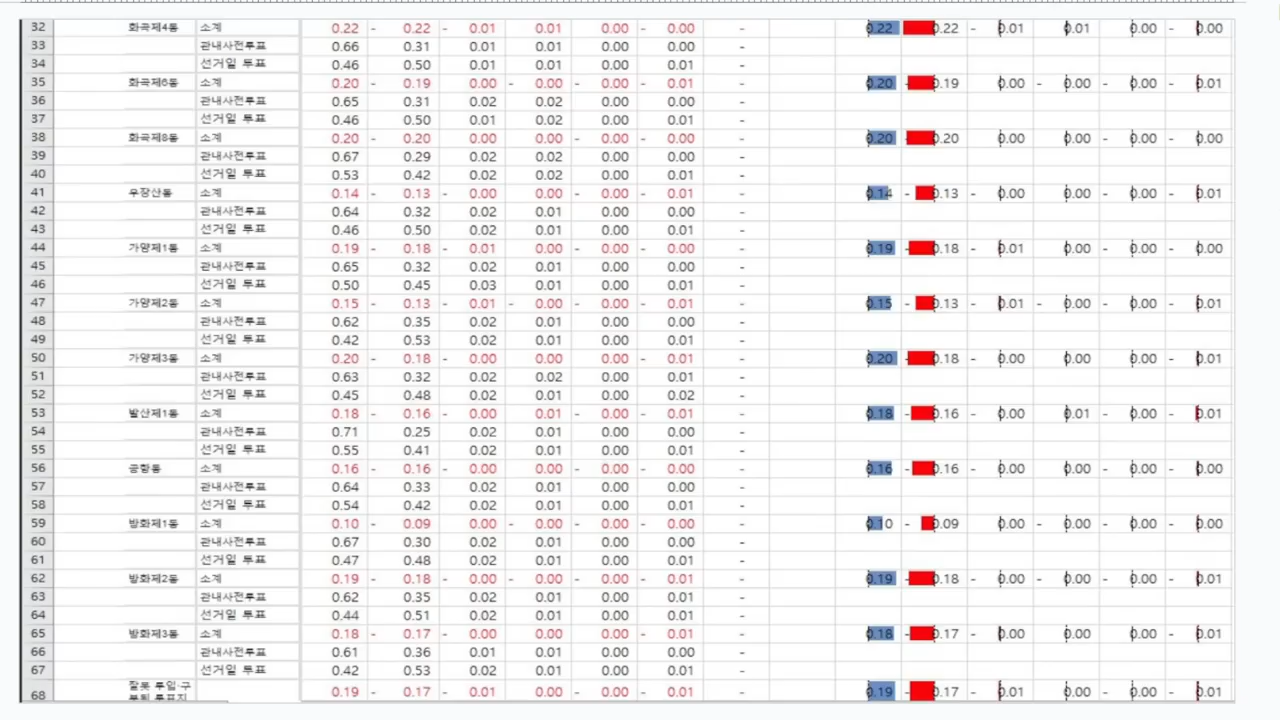 32 화곡제4동 소계 0.22 - 0.22 - 0.01 0.01 0.00 - 0.00 - 0.22 0.22 - 0.01 0.01 0.00 - 0.00
33 관내사전투표 0.66 0.31 0.01 0.01 0.00 0.00 -
34 선거일 투표 0.46 0.50 0.01 0.01 0.00 0.01 -
35 화곡제6동 소계 0.20 - 0.19 0.00 - 0.00 - 0.00 - 0.01 - 0.20 - 0.19 0.00 - 0.00 - 0.00 - 0.01
36 관내사전투표 0.65 0.31 0.02 0.02 0.00 0.00 -
37 선거일 투표 0.46 0.50 0.01 0.02 0.00 0.01 -
38 화곡제8동 소계 0.20 - 0.20 0.00 0.00 - 0.00 - 0.00 - 0.20 - 0.20 0.00 0.00 - 0.00 - 0.00
39 관내사전투표 0.67 0.29 0.02 0.02 0.00 0.00 -
40 선거일 투표 0.53 0.42 0.02 0.02 0.00 0.01 -
41 우장산동 소계 0.14 - 0.13 - 0.00 0.00 - 0.00 - 0.01 - 0.14 - 0.13 - 0.00 0.00 - 0.00 - 0.01
42 관내사전투표 0.64 0.32 0.02 0.01 0.00 0.00 -
43 선거일 투표 0.46 0.50 0.02 0.01 0.00 0.01 -
44 가양제1동 소계 0.19 - 0.18 - 0.01 0.00 - 0.00 - 0.00 - 0.19 - 0.18 - 0.01 0.00 - 0.00 - 0.00
45 관내사전투표 0.65 0.32 0.02 0.01 0.00 0.00 -
46 선거일 투표 0.50 0.45 0.03 0.01 0.00 0.01 -
47 가양제2동 소계 0.15 - 0.13 - 0.01 - 0.00 - 0.00 - 0.01 - 0.15 - 0.13 - 0.01 - 0.00 - 0.00 - 0.01
48 관내사전투표 0.62 0.35 0.02 0.01 0.00 0.00 -
49 선거일 투표 0.42 0.53 0.02 0.01 0.00 0.01 -
50 가양제3동 소계 0.20 - 0.18 - 0.00 0.00 0.00 - 0.01 - 0.20 - 0.18 - 0.00 0.00 0.00 - 0.01
51 관내사전투표 0.63 0.32 0.02 0.02 0.00 0.01 -
52 선거일 투표 0.45 0.48 0.02 0.01 0.00 0.02 -
53 발산제1동 소계 0.18 - 0.16 - 0.00 0.01 - 0.00 - 0.01 - 0.18 - 0.16 - 0.00 0.01 - 0.00 - 0.01
54 관내사전투표 0.71 0.25 0.02 0.01 0.00 0.00 -
55 선거일 투표 0.55 0.41 0.02 0.01 0.00 0.01 -
56 공항동 소계 0.16 - 0.16 - 0.00 0.00 - 0.00 - 0.00 - 0.16 - 0.16 - 0.00 0.00 - 0.00 - 0.00
57 관내사전투표 0.64 0.33 0.02 0.01 0.00 0.00 -
58 선거일 투표 0.54 0.42 0.02 0.01 0.00 0.01 -
59 방화제1동 소계 0.10 - 0.09 - 0.00 - 0.00 - 0.00 - 0.00 - 0.10 - 0.09 0.00 - 0.00 - 0.00 - 0.00
60 관내사전투표 0.67 0.30 0.02 0.01 0.00 0.00 -
61 선거일 투표 0.47 0.48 0.02 0.01 0.00 0.01 -
62 방화제2동 소계 0.19 - 0.18 - 0.00 - 0.00 - 0.00 - 0.01 - 0.19 - 0.18 - 0.00 - 0.00 - 0.00 - 0.01
63 관내사전투표 0.62 0.35 0.02 0.01 0.00 0.01 -
64 선거일 투표 0.44 0.51 0.02 0.01 0.00 0.01 -
65 방화제3동 소계 0.18 - 0.17 - 0.00 0.00 0.00 - 0.01 - 0.18 - 0.17 - 0.00 0.00 0.00 - 0.01
66 관내사전투표 0.61 0.36 0.01 0.01 0.00 0.00 -
67 선거일 투표 0.42 0.53 0.02 0.01 0.00 0.01 -
68 잘못 투입·구 0.19 - 0.17 - 0.01 0.00 - 0.00 - 0.01 - 0.19 - 0.17 - 0.01 0.00 - 0.00 - 0.01
분된 투표지